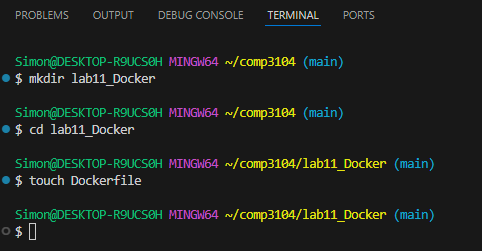 PROBLEMS OUTPUT DEBUG CONSOLE TERMINAL PORTS
Simon@DESKTOP-R9UCS0H MINGW64 ~/comp3104 (main)
$ mkdir lab11_Docker
Simon@DESKTOP-R9UCS0H MINGW64 ~/comp3104 (main)
$ cd lab11_Docker
Simon@DESKTOP-R9UCS0H MINGW64 ~/comp3104/lab11_Docker (main)
$ touch Dockerfile
Simon@DESKTOP-R9UCS0H MINGW64 ~/comp3104/lab11_Docker (main)
$